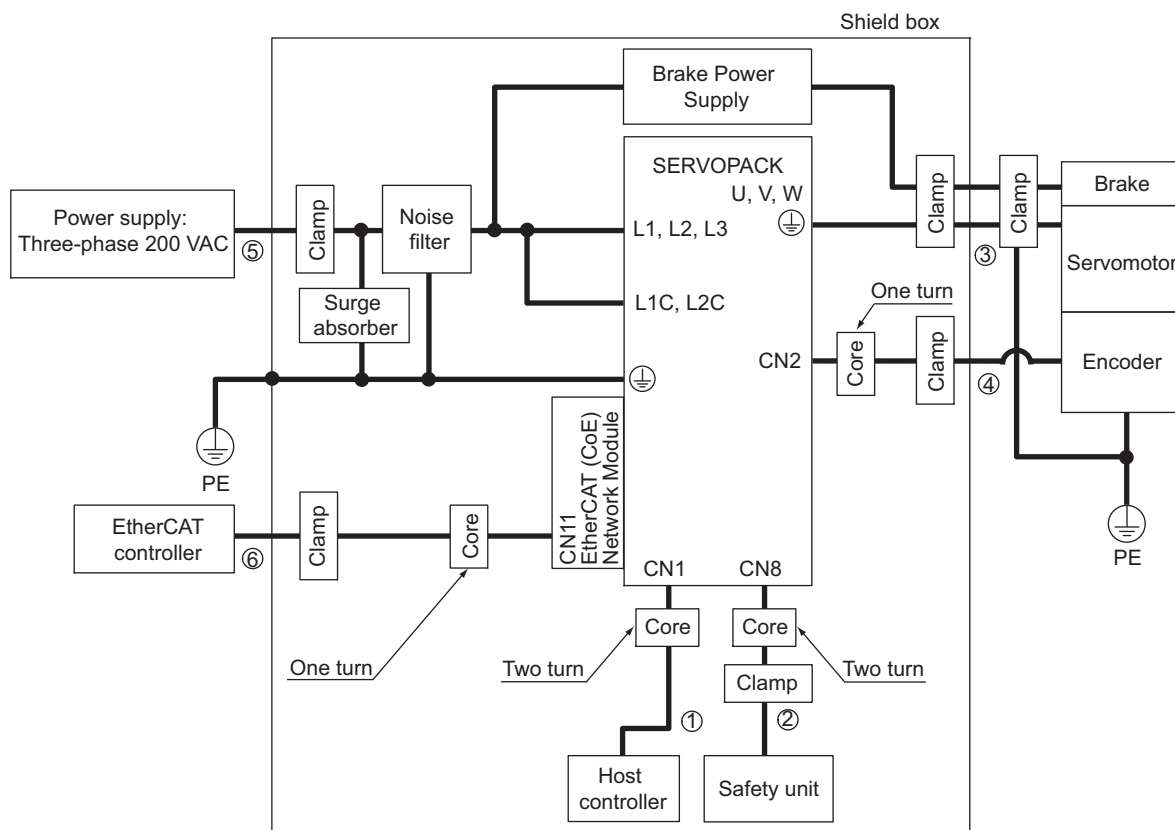 Shield box
Brake Power
Supply
SERVOPACK
U, V, W
Clamp
Clamp
Brake
Power supply:
Three-phase 200 VAC
⑤
Clamp
Noise
filter
L1, L2, L3
③
Servomotor
Surge
absorber
L1C, L2C
One turn
CN2
Core
Clamp
④
Encoder
PE
CN11
EtherCAT (CoE)
Network Module
EtherCAT
controller
⑥
Clamp
Core
PE
CN1
CN8
Core
Core
One turn
Two turn
Two turn
Clamp
①
②
Host
controller
Safety unit